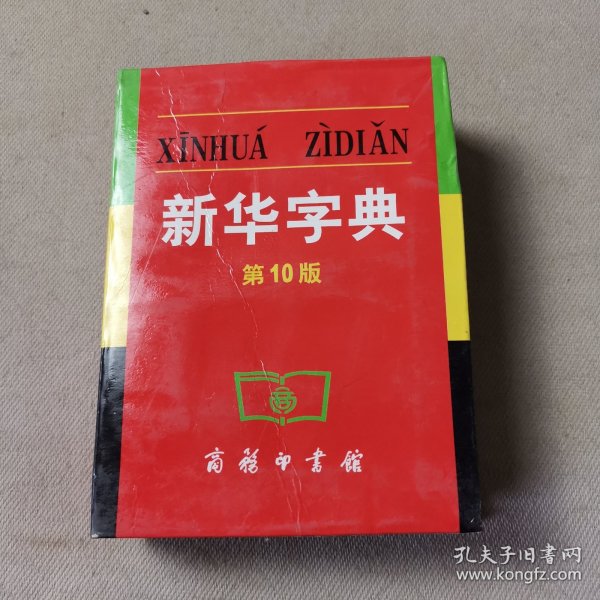 XĪNHUÁ ZÌDIǍN
新华字典
第10版
商务印書館
孔夫子旧书网
www.kongfz.com